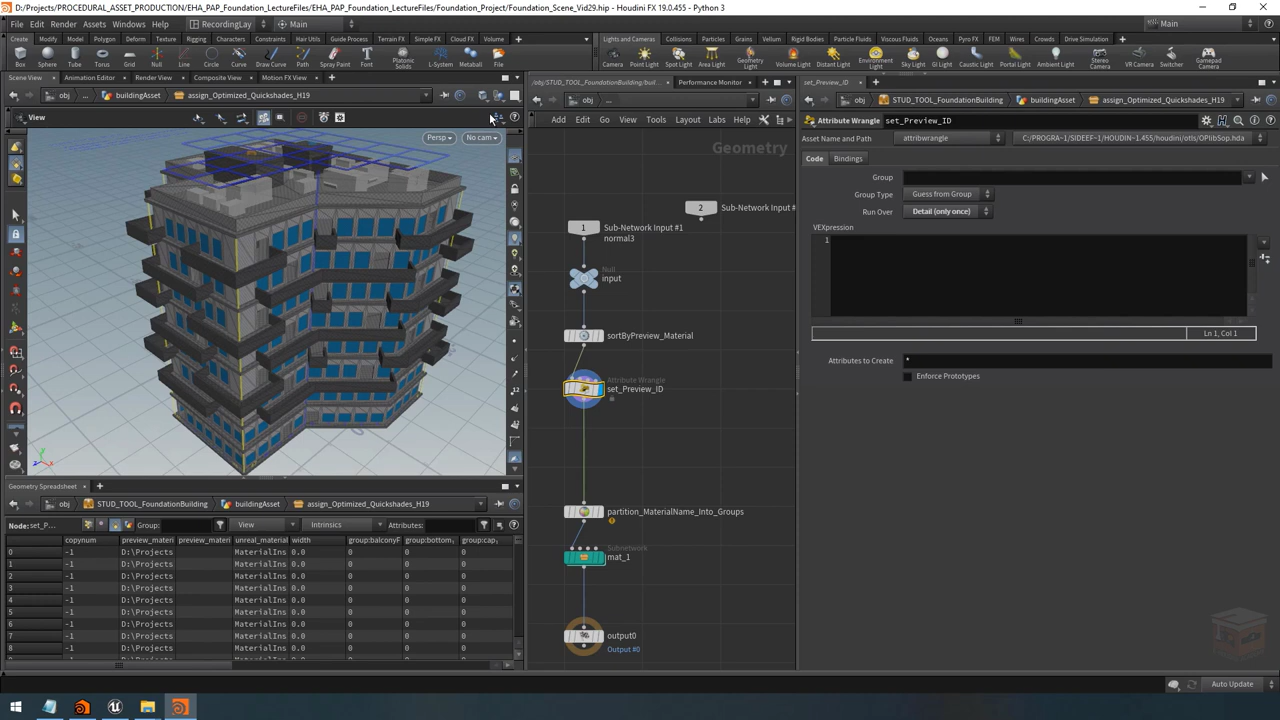 D:/Projects/PROCEDURAL_ASSET_PRODUCTION/EHA_PAP_Foundation_LectureFiles/EHA_PAP_Foundation_LectureFiles/Foundation_Project/Foundation_Scene_Vid29.hip - Houdini FX 19.0.455 - Python 3
File Edit Render Assets Windows Help RecordingLay Main Main
Create Modify Model Polygon Deform Texture Rigging Characters Constraints Hair Utils Guide Process Terrain FX Simple FX Cloud FX Volume
Lights and Cameras Collisions Particles Grains Vellum Rigid Bodies Particle Fluids Viscous Fluids Oceans Pyro FX FEM Wires Crowds Drive Simulation
Box Sphere Tube Torus Grid Null Line Circle Curve Draw Curve Path Spray Paint Font Platonic Solids L-System Metaball File
Camera Point Light Spot Light Area Light Geometry Light Volume Light Distant Light Environment Light Sky Light GI Light Caustic Light Portal Light Ambient Light Stereo Camera VR Camera Switcher
Scene View Animation Editor Render View Composite View Motion FX View
/obj/STUD_TOOL_FoundationBuilding/buil... Performance Monitor
set_Preview_ID
obj ... buildingAsset assign_Optimized_Quickshades_H19
obj ...
obj STUD_TOOL_FoundationBuilding buildingAsset assign_Optimized_Quickshades_H19
View
Add Edit Go View Tools Layout Labs Help
Attribute Wrangle set_Preview_ID
Persp No cam
Asset Name and Path attribwrangle C:/PROGRA~1/SIDEEF~1/HOUDIN~1.455/houdini/otls/OPlibSop.hda
Geometry
Code Bindings
Group
Group Type Guess from Group
Run Over Detail (only once)
VEXpression
1
Ln 1, Col 1
Attributes to Create *
Enforce Prototypes
2 Sub-Network Input #
1 Sub-Network Input #1
normal3
Null
input
sortByPreview_Material
Attribute Wrangle
set_Preview_ID
partition_MaterialName_Into_Groups
Subnetwork
mat_1
output0
Output #0
Geometry Spreadsheet
obj STUD_TOOL_FoundationBuilding buildingAsset assign_Optimized_Quickshades_H19
Node: set_P... Group: View Intrinsics Attributes:
copynum preview_materi preview_materi unreal_material width group:balconyF group:bottom_ group:cap_
0 -1 D:\Projects MaterialIns 0.0 0 0 0
1 -1 D:\Projects MaterialIns 0.0 0 0 0
2 -1 D:\Projects MaterialIns 0.0 0 0 0
3 -1 D:\Projects MaterialIns 0.0 0 0 0
4 -1 D:\Projects MaterialIns 0.0 0 0 0
5 -1 D:\Projects MaterialIns 0.0 0 0 0
6 -1 D:\Projects MaterialIns 0.0 0 0 0
7 -1 D:\Projects MaterialIns 0.0 0 0 0
8 -1 D:\Projects MaterialIns 0.0 0 0 0
Auto Update